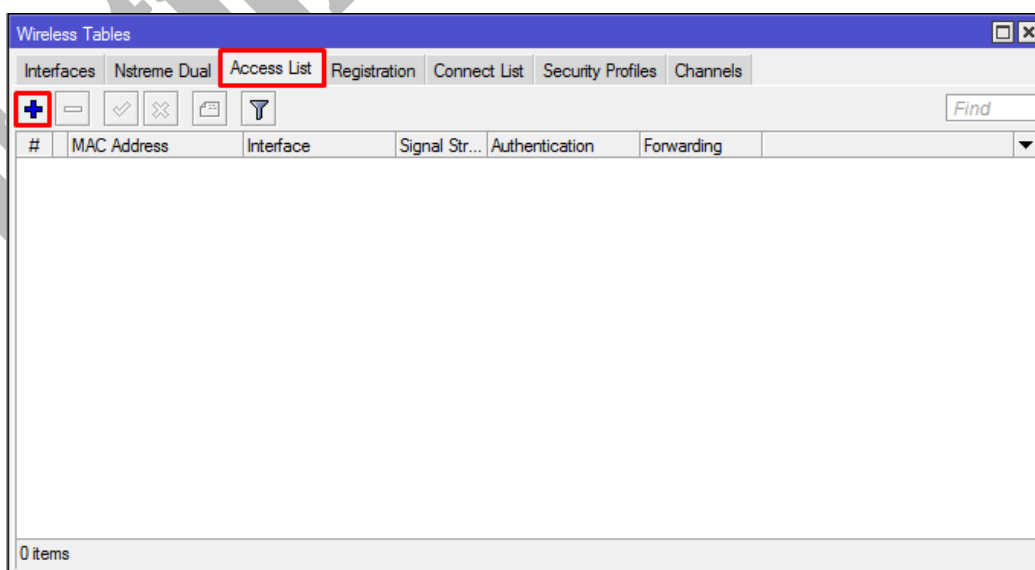 Wireless Tables
Interfaces Nstreme Dual Access List Registration Connect List Security Profiles Channels
Find
# MAC Address Interface Signal Str... Authentication Forwarding
0 items